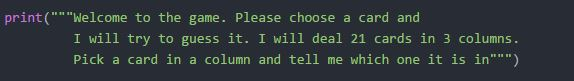 print("""Welcome to the game. Please choose a card and
I will try to guess it. I will deal 21 cards in 3 columns.
Pick a card in a column and tell me which one it is in""")